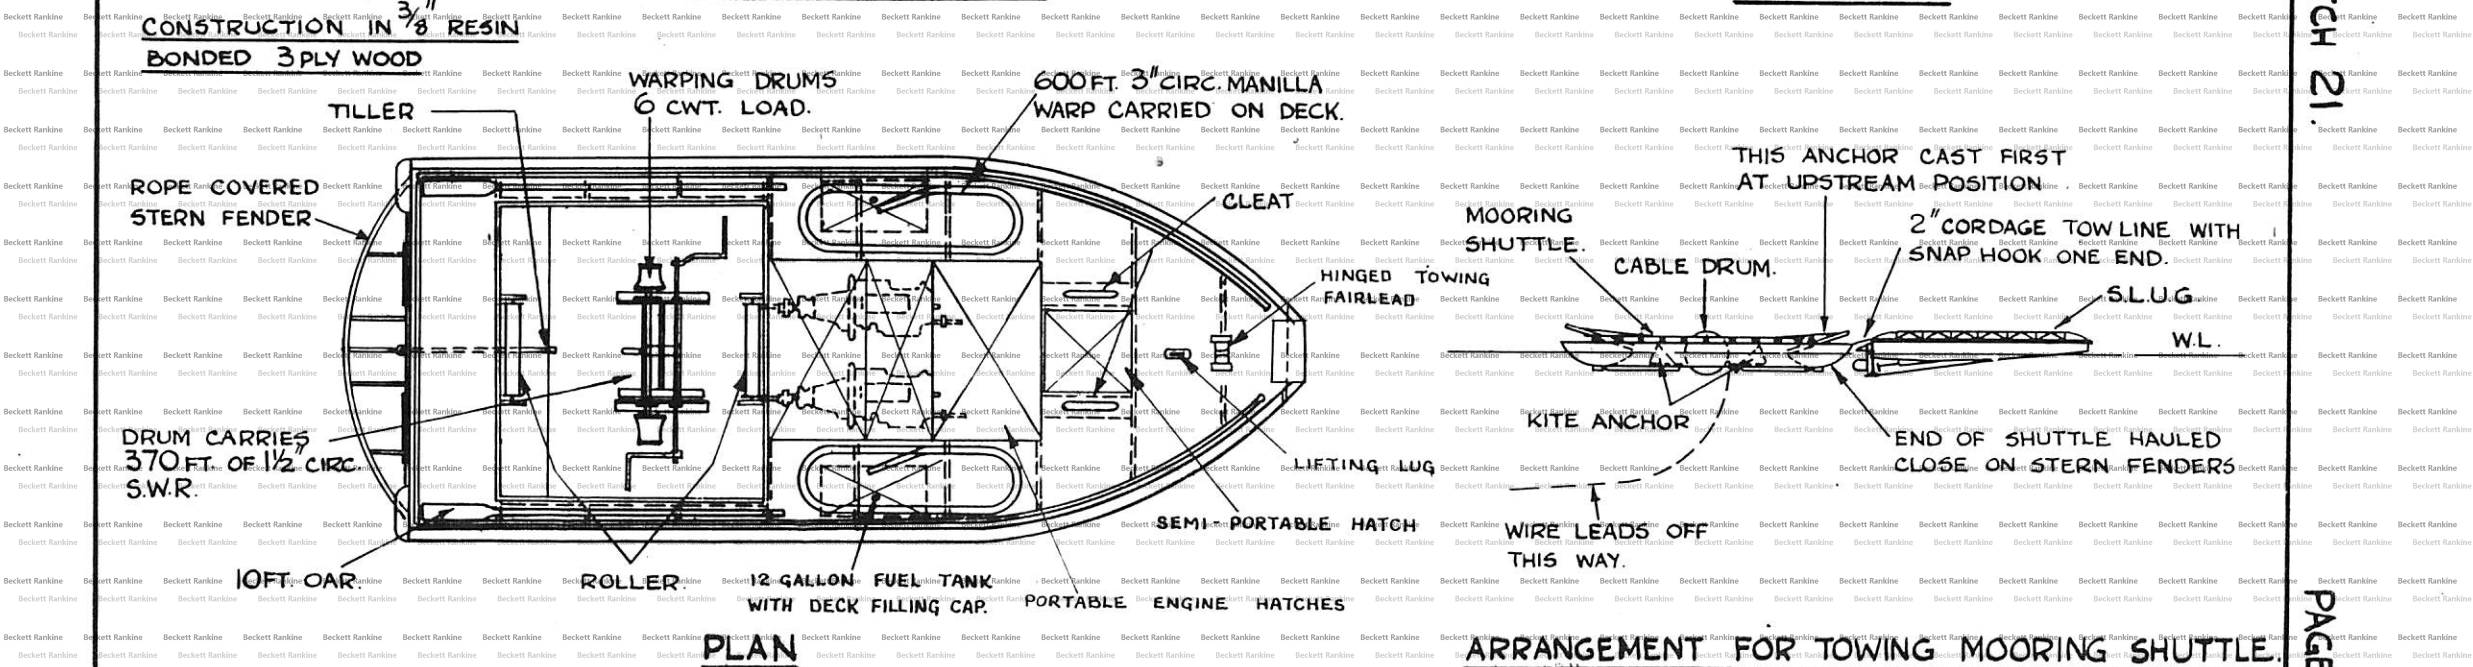 CONSTRUCTION IN 3/8" RESIN
BONDED 3 PLY WOOD
TILLER
WARPING DRUMS
6 CWT. LOAD.
600 FT. 3" CIRC. MANILLA
WARP CARRIED ON DECK.
ROPE COVERED
STERN FENDER
CLEAT
HINGED TOWING
FAIRLEAD
DRUM CARRIES
370 FT. OF 1½" CIRC.
S.W.R.
LIFTING LUG
SEMI-PORTABLE HATCH
10FT. OAR.
ROLLER.
12 GALLON FUEL TANK
WITH DECK FILLING CAP.
PORTABLE ENGINE HATCHES
PLAN
THIS ANCHOR CAST FIRST
AT UPSTREAM POSITION
MOORING
SHUTTLE.
CABLE DRUM.
2" CORDAGE TOW LINE WITH
SNAP HOOK ONE END.
S.L.U.G.
W.L.
KITE ANCHOR
END OF SHUTTLE HAULED
CLOSE ON STERN FENDERS
WIRE LEADS OFF
THIS WAY.
ARRANGEMENT FOR TOWING MOORING SHUTTLE.
TCH 21.
PAGE
Beckett Rankine